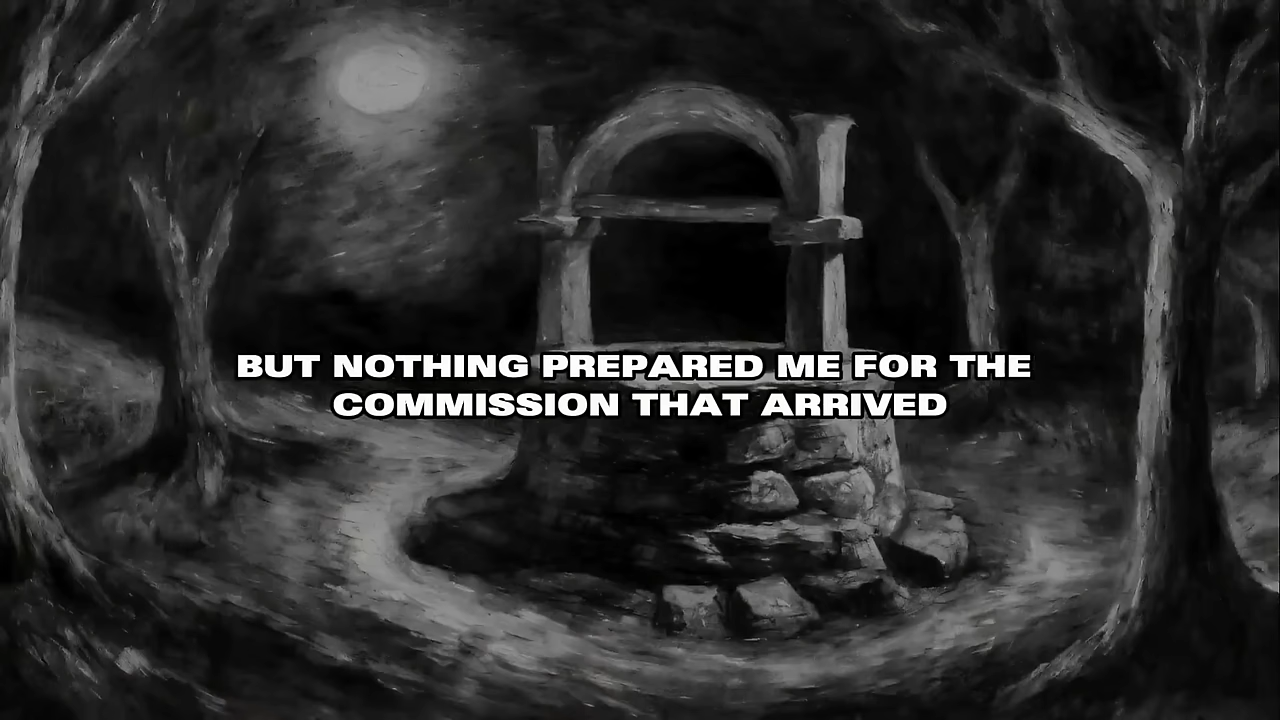 BUT NOTHING PREPARED ME FOR THE
COMMISSION THAT ARRIVED